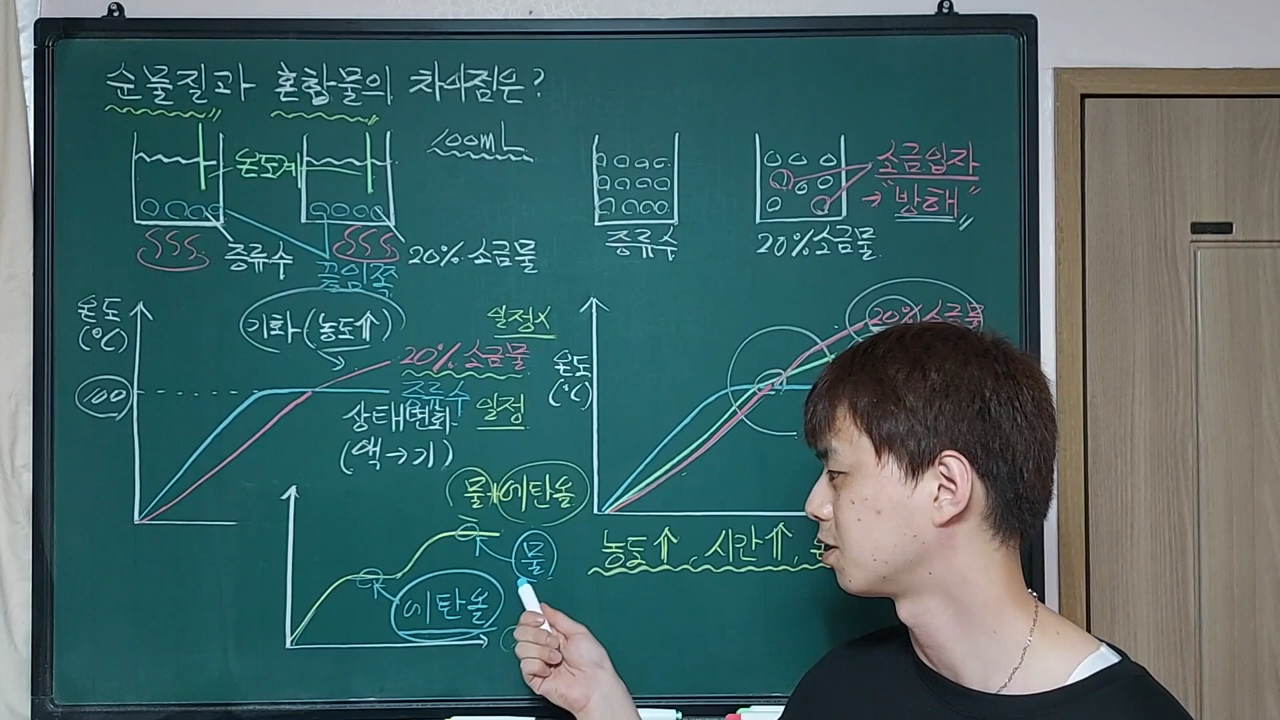 순물질과 혼합물의 차이점은?
100mL
온도계
증류수
끓임쪽
20% 소금물
증류수
20%소금물
소금입자
→ "방해"
온도
(℃)
100
기화(농도↑)
일정X
20% 소금물
증류수
일정
상태변화
(액→기)
온도
(℃)
20% 소금물
물 에탄올
물
에탄올
농도↑, 시간↑,